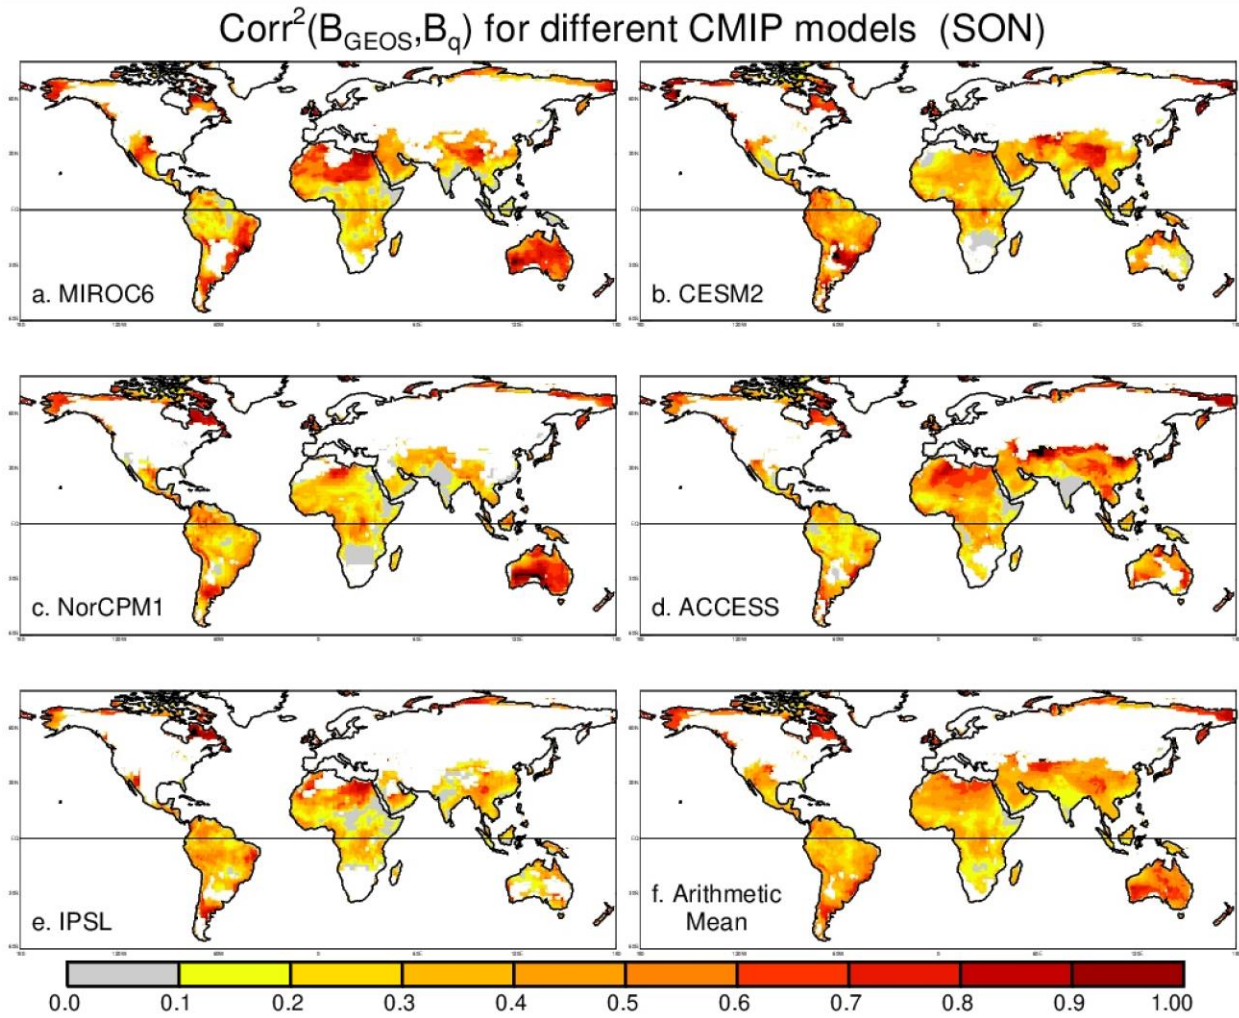 Corr²(B_GEOS,B_q) for different CMIP models (SON)
a. MIROC6
b. CESM2
c. NorCPM1
d. ACCESS
e. IPSL
f. Arithmetic
Mean
0.0 0.1 0.2 0.3 0.4 0.5 0.6 0.7 0.8 0.9 1.00